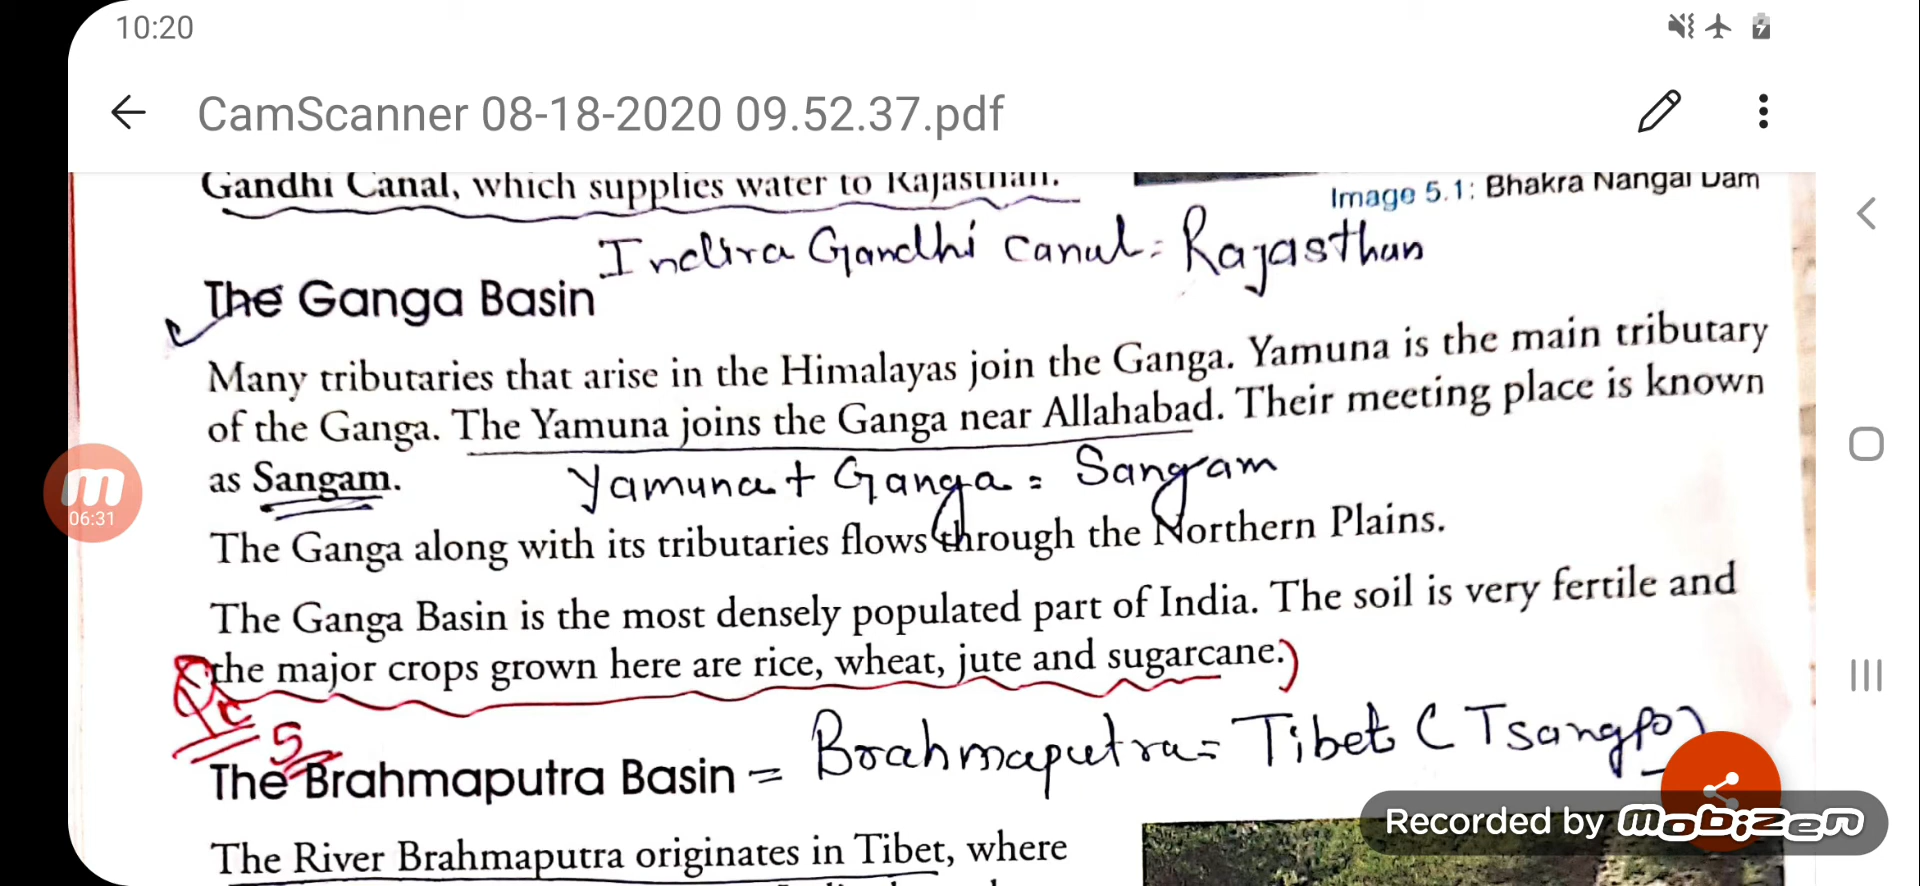 10:20
CamScanner 08-18-2020 09.52.37.pdf
Gandhi Canal, which supplies water to Rajasthan.
Image 5.1: Bhakra Nangal Dam
Indira Gandhi canal = Rajasthan
The Ganga Basin
Many tributaries that arise in the Himalayas join the Ganga. Yamuna is the main tributary
of the Ganga. The Yamuna joins the Ganga near Allahabad. Their meeting place is known
as Sangam.
Yamuna + Ganga = Sangam
The Ganga along with its tributaries flows through the Northern Plains.
The Ganga Basin is the most densely populated part of India. The soil is very fertile and
the major crops grown here are rice, wheat, jute and sugarcane.)
5
The Brahmaputra Basin = Brahmaputra = Tibet ( Tsangpo )
The River Brahmaputra originates in Tibet, where
06:31
Recorded by mobizen